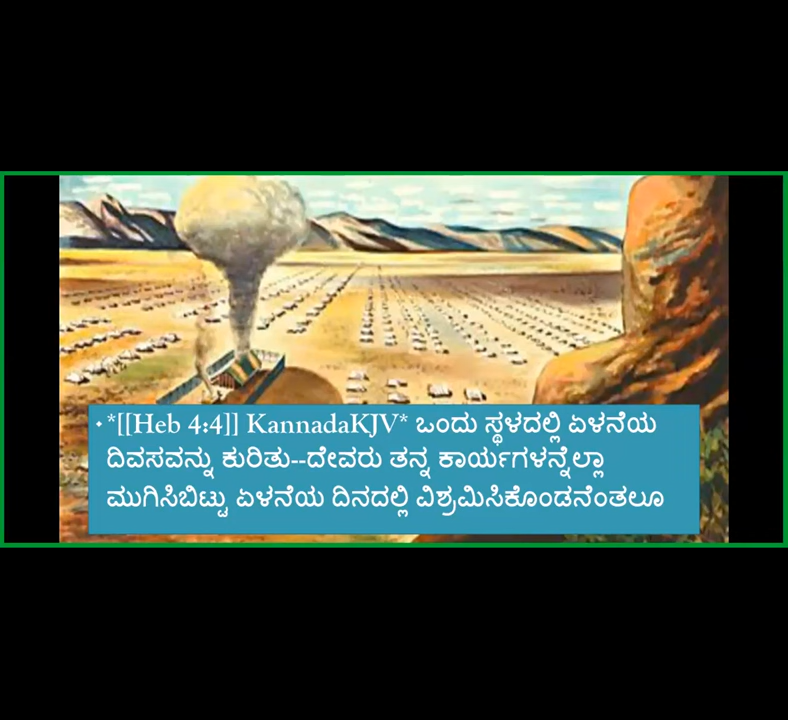 • *[[Heb 4:4]] KannadaKJV* ಒಂದು ಸ್ಥಳದಲ್ಲಿ ಏಳನೆಯ
ದಿವಸವನ್ನು ಕುರಿತು--ದೇವರು ತನ್ನ ಕಾರ್ಯಗಳನ್ನೆಲ್ಲಾ
ಮುಗಿಸಿಬಿಟ್ಟು ಏಳನೆಯ ದಿನದಲ್ಲಿ ವಿಶ್ರಮಿಸಿಕೊಂಡನೆಂತಲೂ